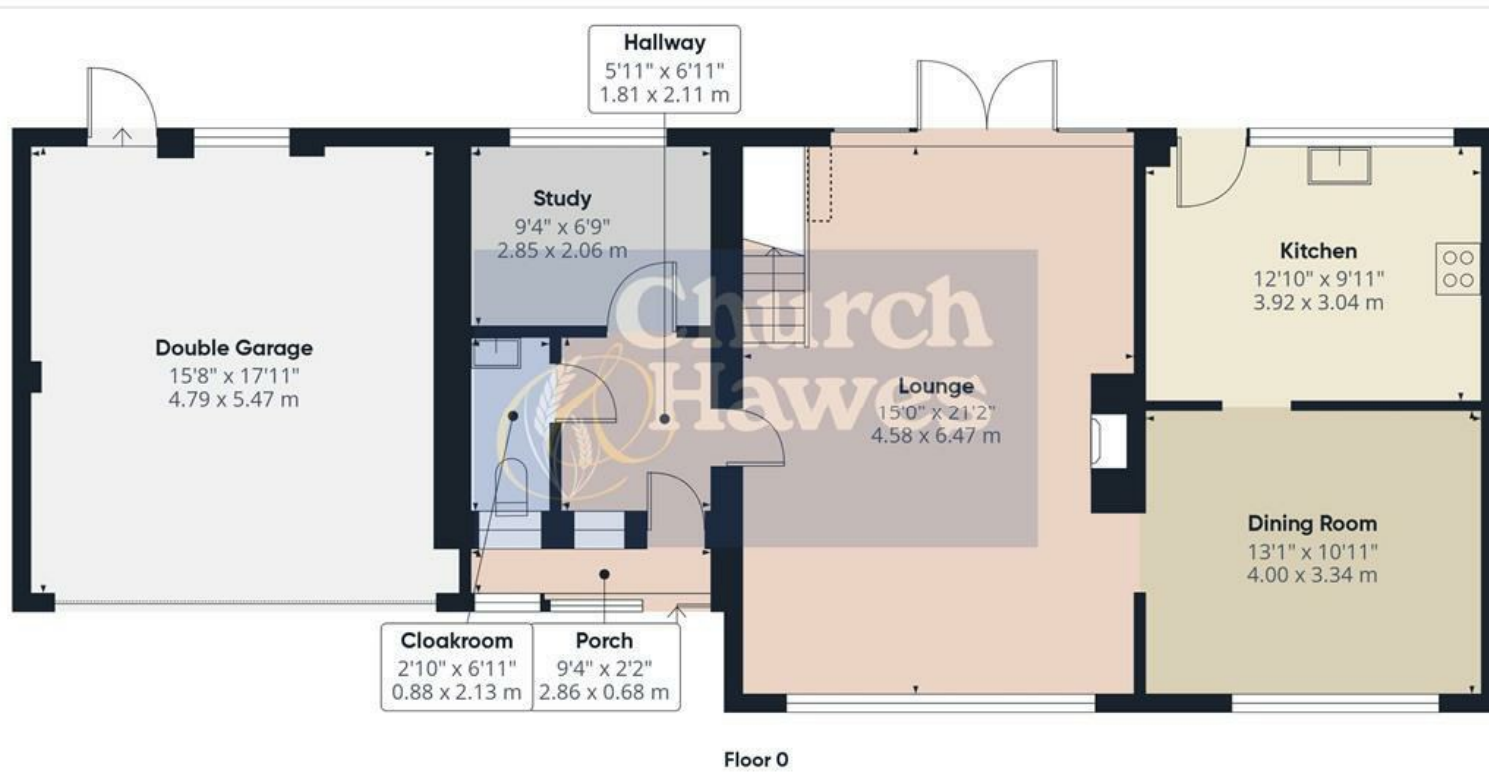 Hallway
5'11" x 6'11"
1.81 x 2.11 m
Study
9'4" x 6'9"
2.85 x 2.06 m
Kitchen
12'10" x 9'11"
3.92 x 3.04 m
Double Garage
15'8" x 17'11"
4.79 x 5.47 m
Church
Hawes
Lounge
15'0" x 21'2"
4.58 x 6.47 m
Dining Room
13'1" x 10'11"
4.00 x 3.34 m
Cloakroom
2'10" x 6'11"
0.88 x 2.13 m
Porch
9'4" x 2'2"
2.86 x 0.68 m
Floor 0